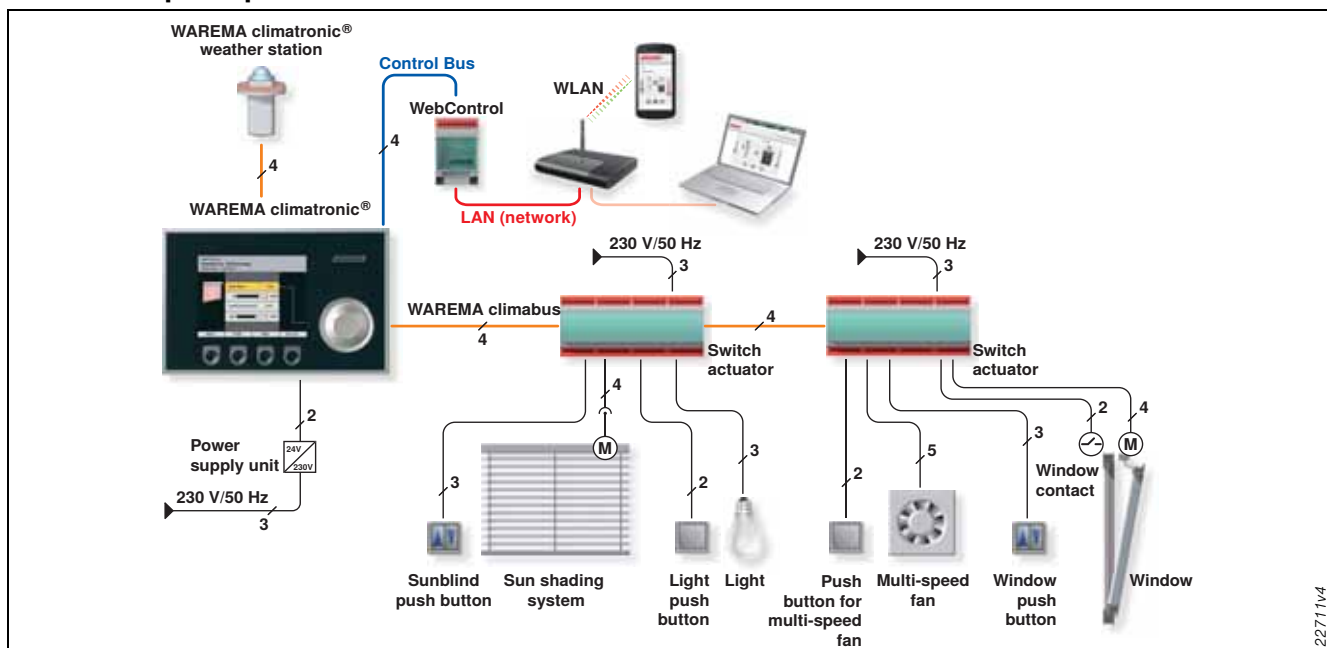 WAREMA climatronic®
weather station
Control Bus
WebControl
WLAN
4
4
WAREMA climatronic®
LAN (network)
230 V/50 Hz
3
230 V/50 Hz
3
WAREMA climabus
4
4
Switch
actuator
Switch
actuator
2
Power
supply unit
24V
230V
230 V/50 Hz
3
3
4
M
2
3
2
5
3
2
4
M
Window
contact
Sunblind
push button
Sun shading
system
Light
push
button
Light
Push
button for
multi-speed
fan
Multi-speed
fan
Window
push
button
Window
22711v4